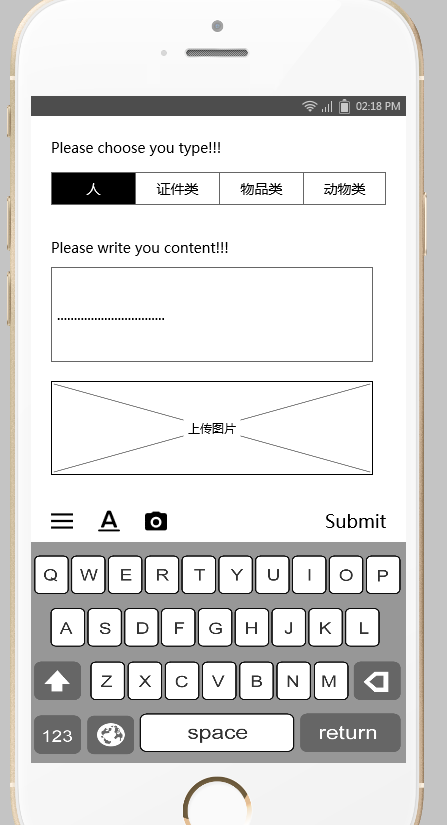 02:18 PM
Please choose you type!!!
人 证件类 物品类 动物类
Please write you content!!!
................................
上传图片
A Submit
Q W E R T Y U I O P
A S D F G H J K L
Z X C V B N M
123 space return